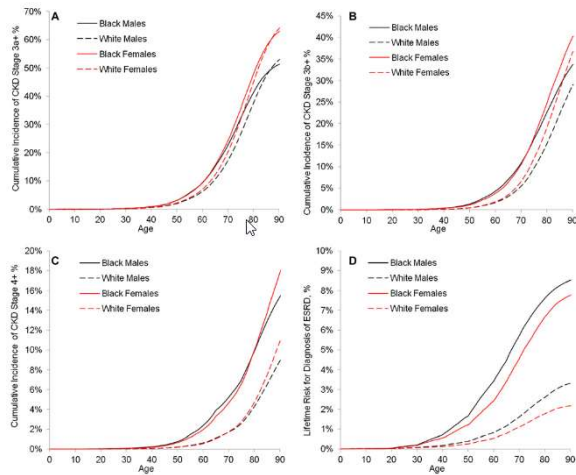 A
Black Males
White Males
Black Females
White Females
Cumulative Incidence of CKD Stage 3a+ %
70%
60%
50%
40%
30%
20%
10%
0%
0 10 20 30 40 50 60 70 80 90
Age
B
Black Males
White Males
Black Females
White Females
Cumulative Incidence of CKD Stage 3b+ %
45%
40%
35%
30%
25%
20%
15%
10%
5%
0%
0 10 20 30 40 50 60 70 80 90
Age
C
Black Males
White Males
Black Females
White Females
Cumulative Incidence of CKD Stage 4+ %
20%
18%
16%
14%
12%
10%
8%
6%
4%
2%
0%
0 10 20 30 40 50 60 70 80 90
Age
D
Black Males
White Males
Black Females
White Females
Lifetime Risk for Diagnosis of ESRD, %
10%
9%
8%
7%
6%
5%
4%
3%
2%
1%
0%
0 10 20 30 40 50 60 70 80 90
Age